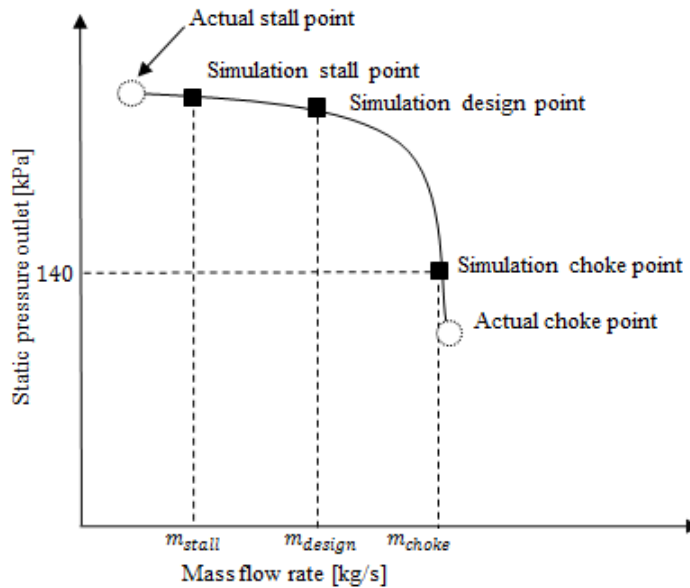 Actual stall point
Simulation stall point
Simulation design point
Static pressure outlet [kPa]
140
Simulation choke point
Actual choke point
m_stall
m_design
m_choke
Mass flow rate [kg/s]